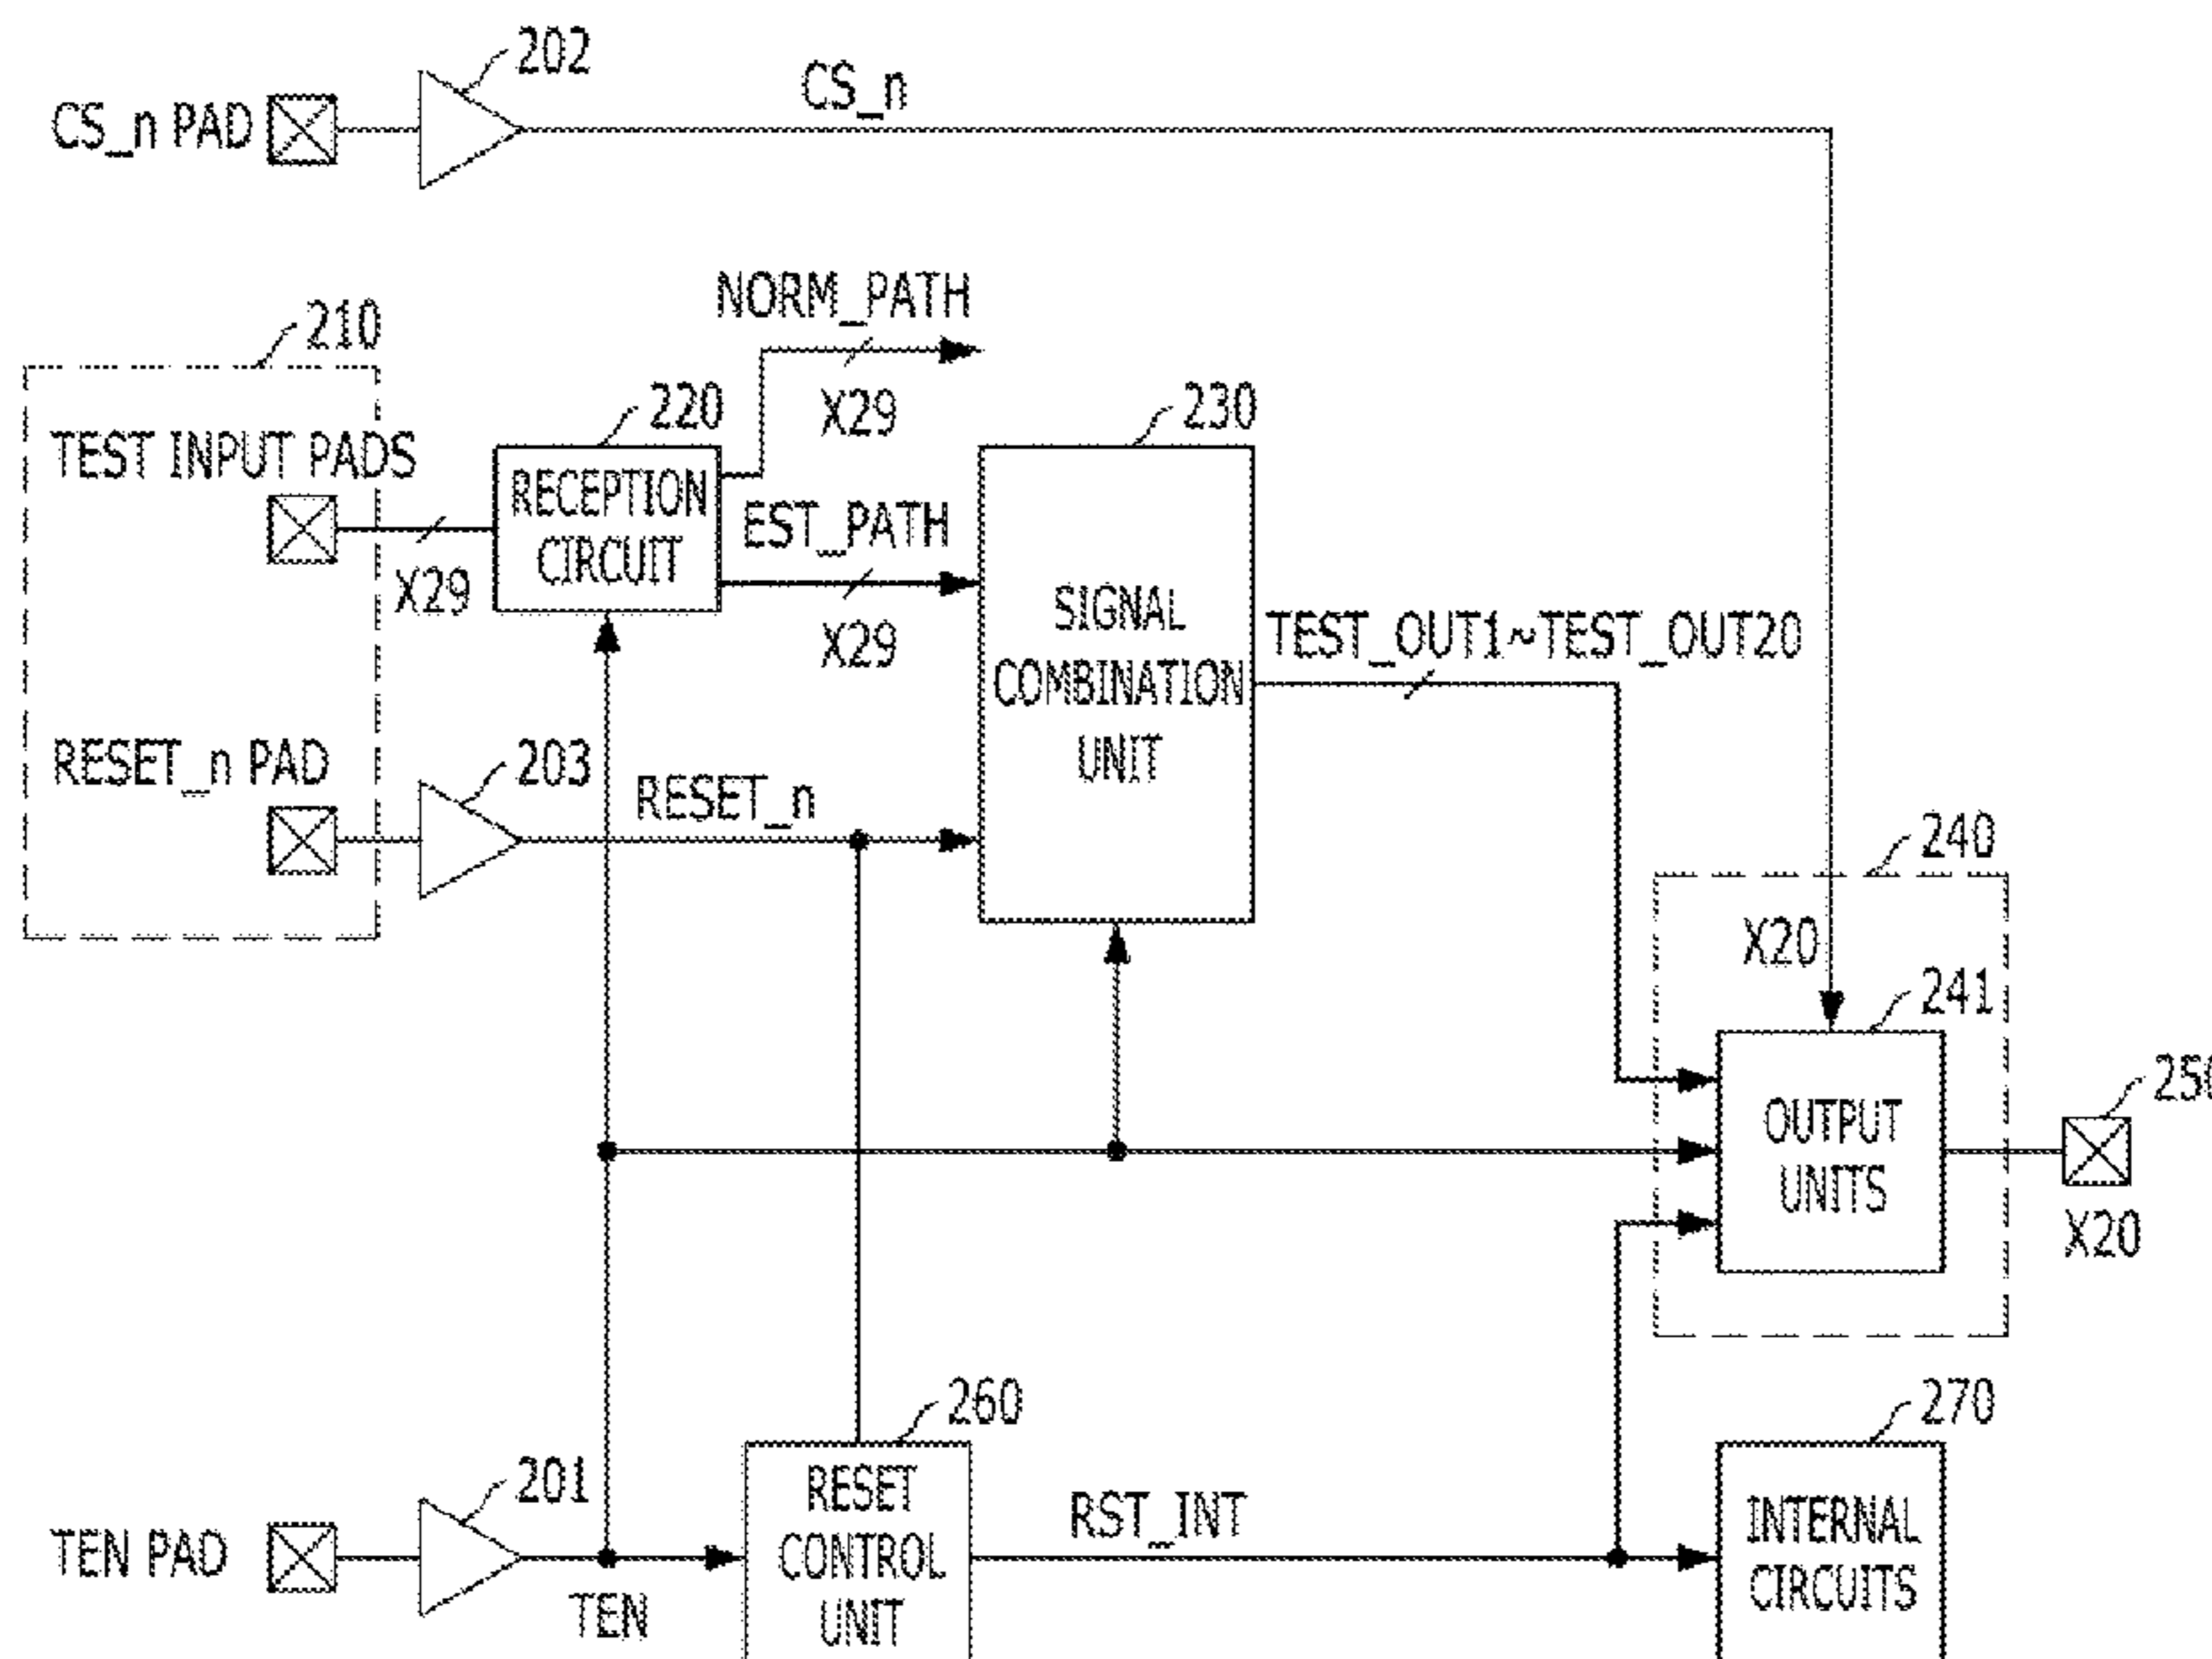 202
CS_n
CS_n PAD
NORM_PATH
210
X29
220
230
TEST INPUT PADS
RECEPTION
CIRCUIT
EST_PATH
X29
X29
SIGNAL
COMBINATION
UNIT
TEST_OUT1~TEST_OUT20
RESET_n PAD
203
RESET_n
240
X20
241
OUTPUT
UNITS
X20
260
270
201
RESET
CONTROL
UNIT
RST_INT
INTERNAL
CIRCUITS
TEN PAD
TEN